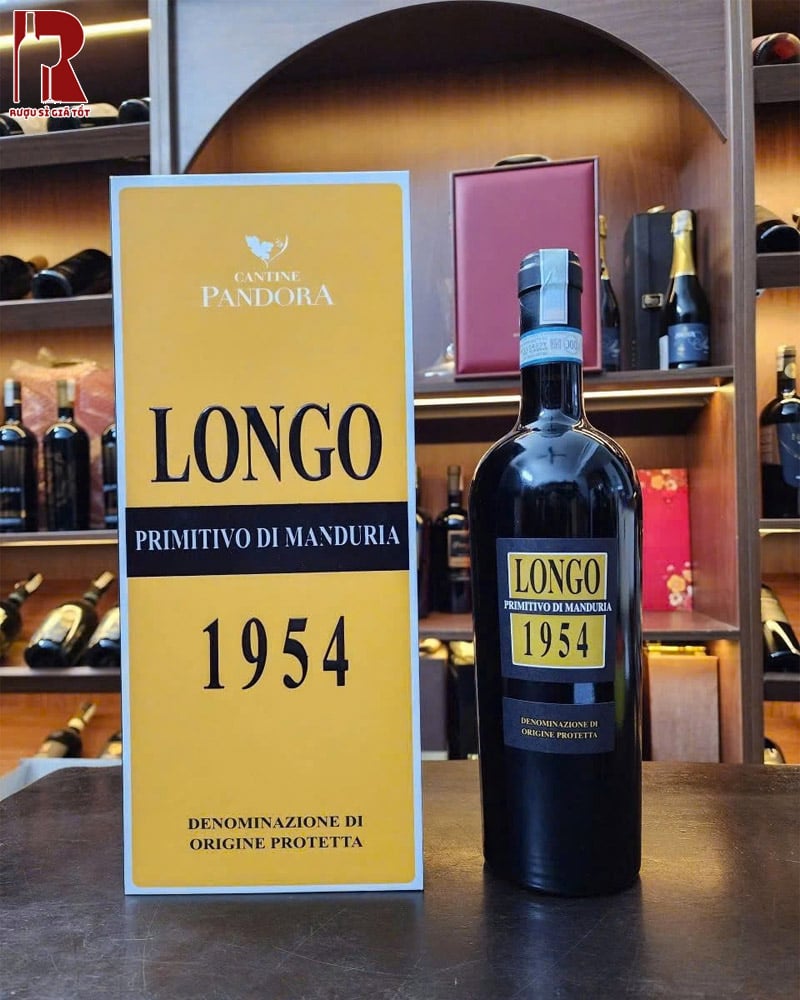 R
RƯỢU SỈ GIÁ TỐT
CANTINE
PANDORA
LONGO
PRIMITIVO DI MANDURIA
1954
DENOMINAZIONE DI
ORIGINE PROTETTA
LONGO
PRIMITIVO DI MANDURIA
1954
DENOMINAZIONE DI
ORIGINE PROTETTA